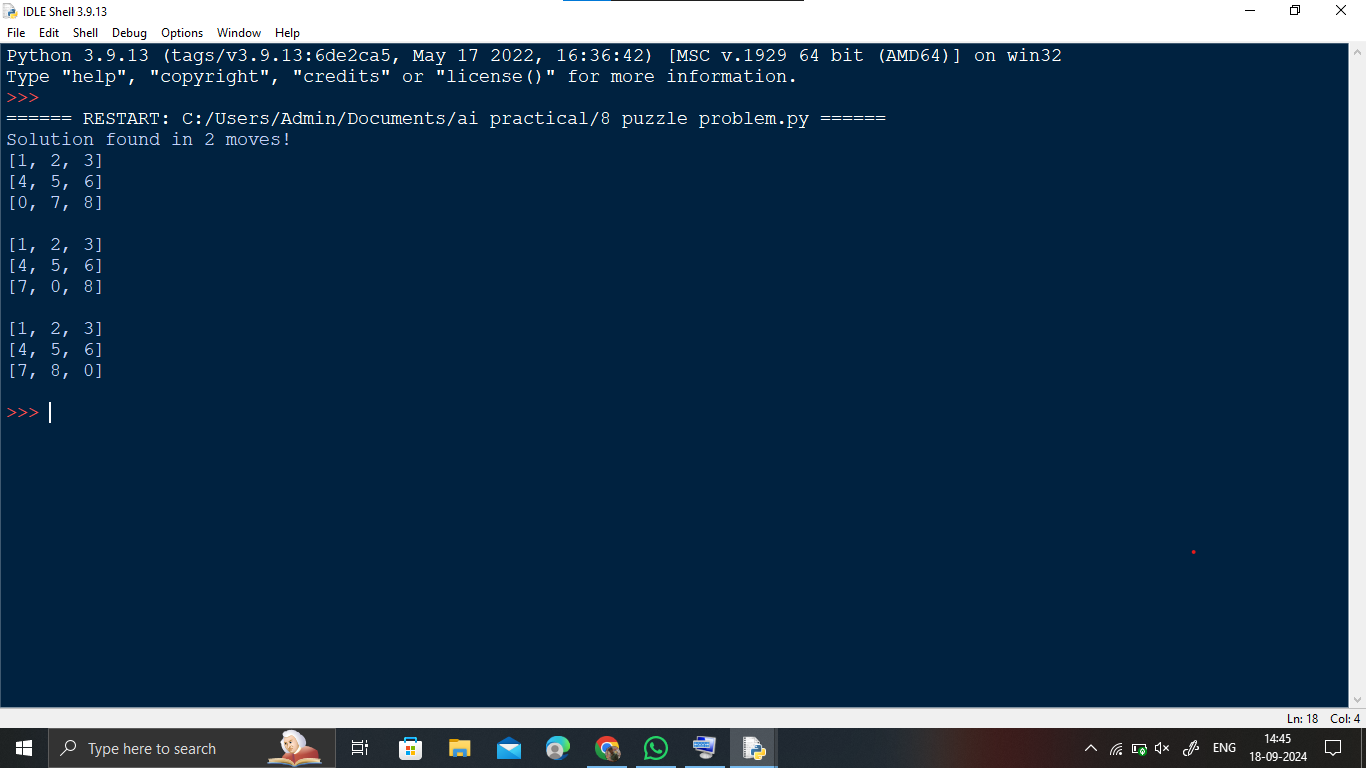 IDLE Shell 3.9.13
File Edit Shell Debug Options Window Help
Python 3.9.13 (tags/v3.9.13:6de2ca5, May 17 2022, 16:36:42) [MSC v.1929 64 bit (AMD64)] on win32
Type "help", "copyright", "credits" or "license()" for more information.
>>>
====== RESTART: C:/Users/Admin/Documents/ai practical/8 puzzle problem.py ======
Solution found in 2 moves!
[1, 2, 3]
[4, 5, 6]
[0, 7, 8]
[1, 2, 3]
[4, 5, 6]
[7, 0, 8]
[1, 2, 3]
[4, 5, 6]
[7, 8, 0]
>>>
Ln: 18 Col: 4
Type here to search
ENG
14:45
18-09-2024